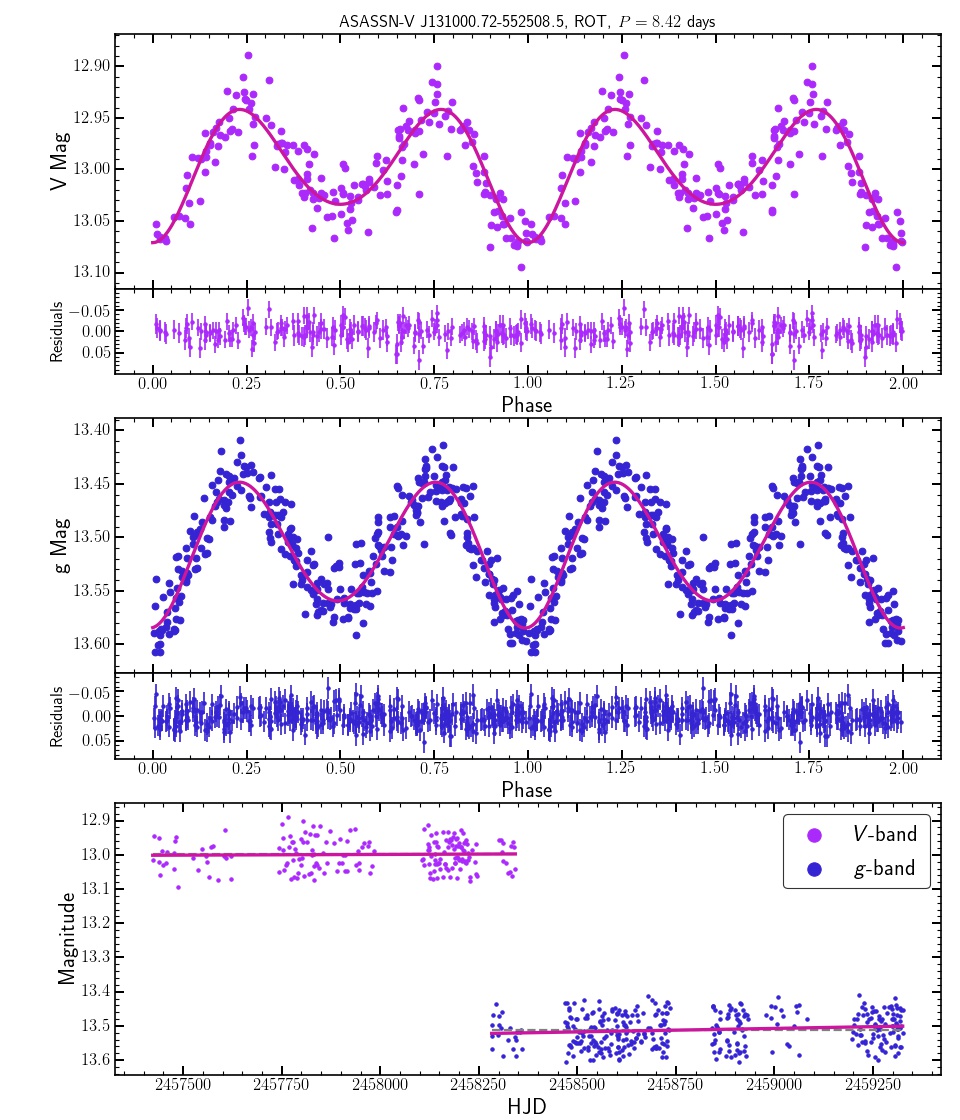 ASASSN-V J131000.72-552508.5, ROT, P = 8.42 days
12.90
12.95
13.00
13.05
13.10
V Mag
−0.05
0.00
0.05
Residuals
0.00 0.25 0.50 0.75 1.00 1.25 1.50 1.75 2.00
Phase
13.40
13.45
13.50
13.55
13.60
g Mag
−0.05
0.00
0.05
Residuals
0.00 0.25 0.50 0.75 1.00 1.25 1.50 1.75 2.00
Phase
12.9
13.0
13.1
13.2
13.3
13.4
13.5
13.6
Magnitude
V-band
g-band
2457500 2457750 2458000 2458250 2458500 2458750 2459000 2459250
HJD